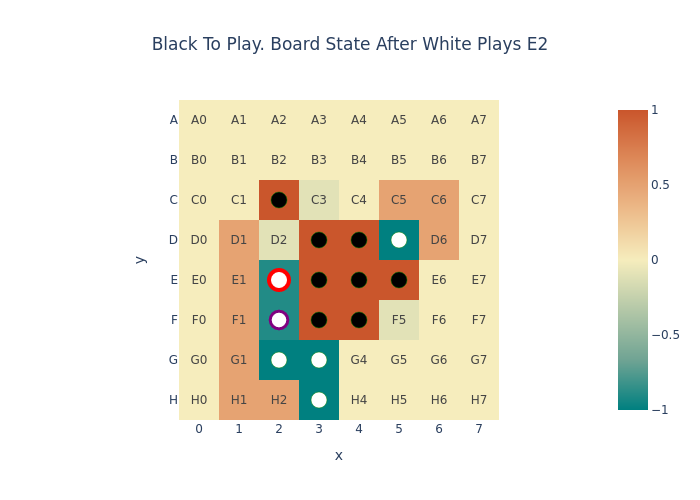 Black To Play. Board State After White Plays E2
A A0 A1 A2 A3 A4 A5 A6 A7
B B0 B1 B2 B3 B4 B5 B6 B7
C C0 C1 C3 C4 C5 C6 C7
D D0 D1 D2 D6 D7
E E0 E1 E6 E7
F F0 F1 F5 F6 F7
G G0 G1 G4 G5 G6 G7
H H0 H1 H2 H4 H5 H6 H7
0 1 2 3 4 5 6 7
x
y
1
0.5
0
−0.5
−1